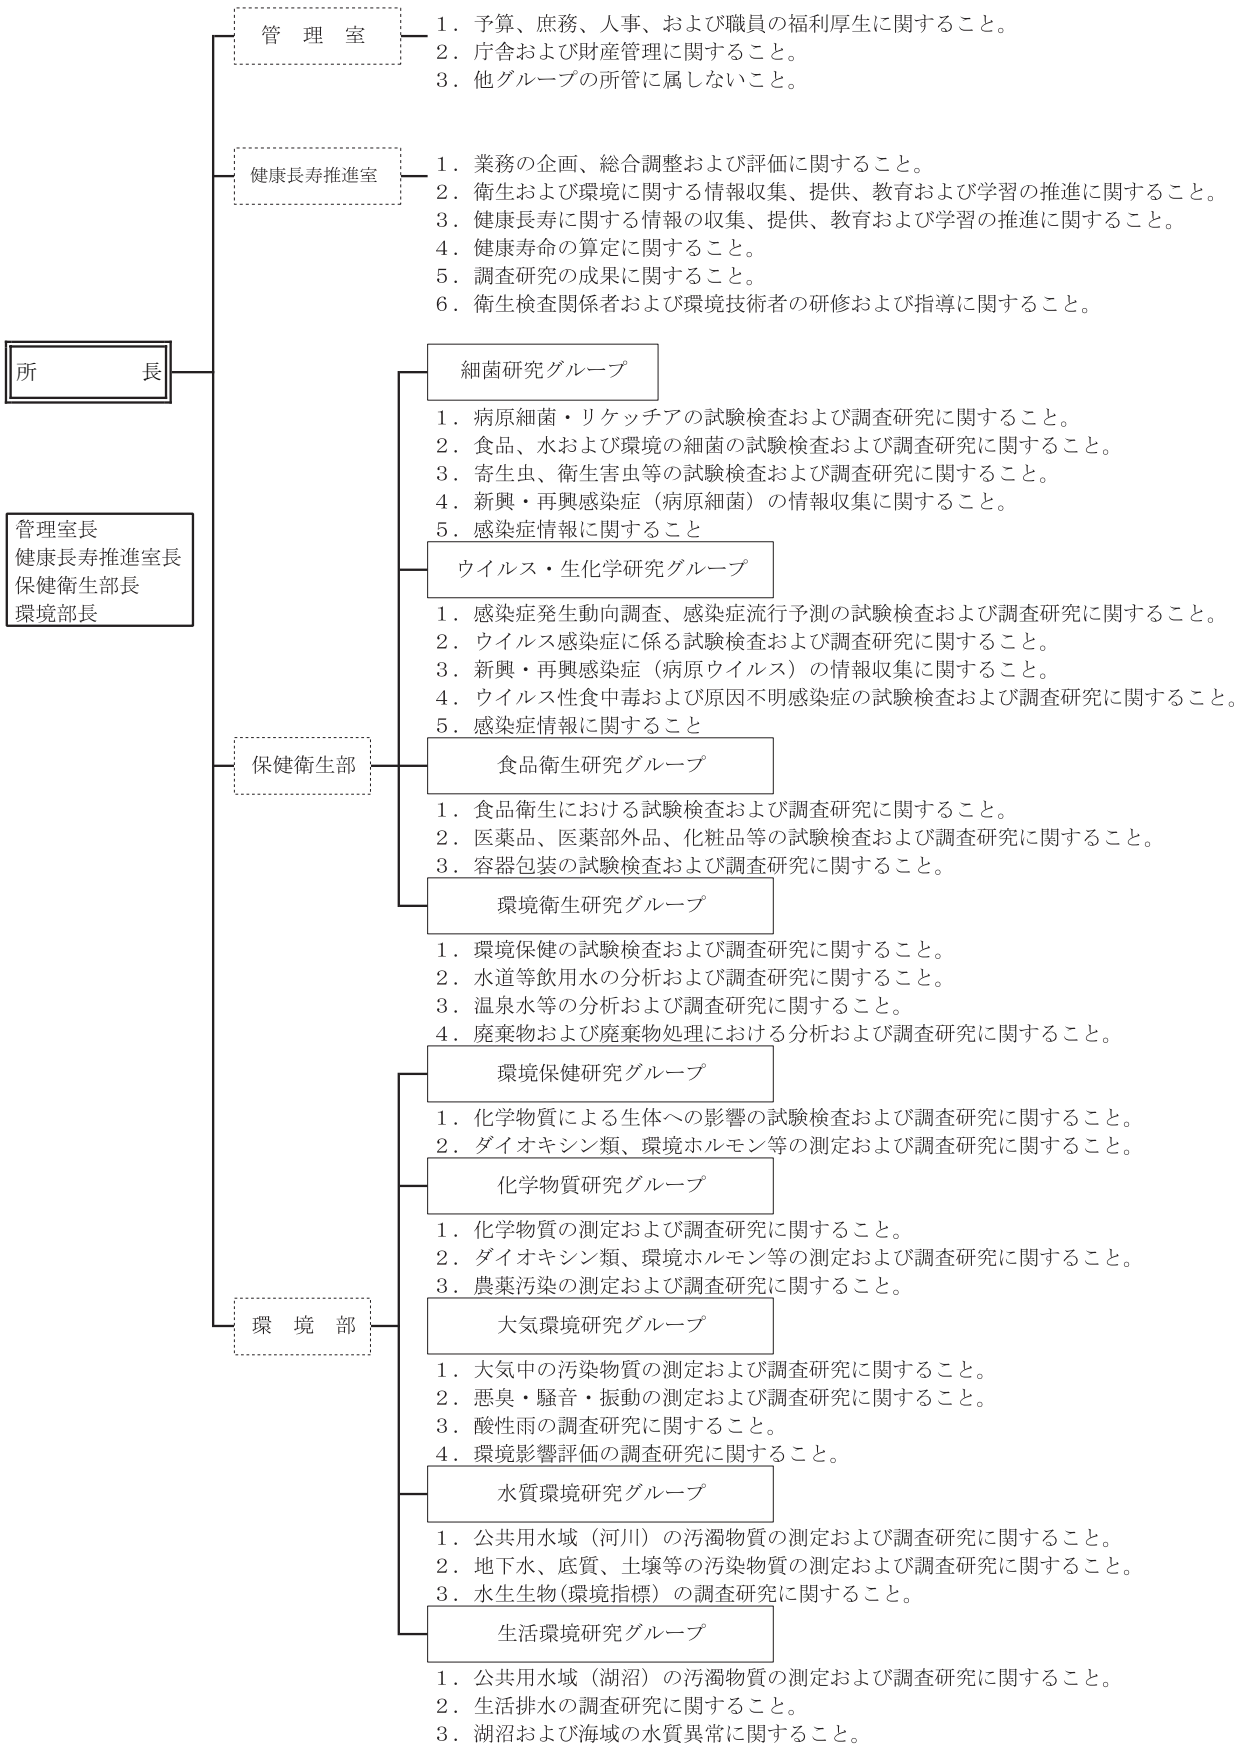 管　理　室
１．予算、庶務、人事、および職員の福利厚生に関すること。
２．庁舎および財産管理に関すること。
３．他グループの所管に属しないこと。
健康長寿推進室
１．業務の企画、総合調整および評価に関すること。
２．衛生および環境に関する情報収集、提供、教育および学習の推進に関すること。
３．健康長寿に関する情報の収集、提供、教育および学習の推進に関すること。
４．健康寿命の算定に関すること。
５．調査研究の成果に関すること。
６．衛生検査関係者および環境技術者の研修および指導に関すること。
所　　　　　長
管理室長
健康長寿推進室長
保健衛生部長
環境部長
保健衛生部
細菌研究グループ
１．病原細菌・リケッチアの試験検査および調査研究に関すること。
２．食品、水および環境の細菌の試験検査および調査研究に関すること。
３．寄生虫、衛生害虫等の試験検査および調査研究に関すること。
４．新興・再興感染症（病原細菌）の情報収集に関すること。
５．感染症情報に関すること
ウイルス・生化学研究グループ
１．感染症発生動向調査、感染症流行予測の試験検査および調査研究に関すること。
２．ウイルス感染症に係る試験検査および調査研究に関すること。
３．新興・再興感染症（病原ウイルス）の情報収集に関すること。
４．ウイルス性食中毒および原因不明感染症の試験検査および調査研究に関すること。
５．感染症情報に関すること
食品衛生研究グループ
１．食品衛生における試験検査および調査研究に関すること。
２．医薬品、医薬部外品、化粧品等の試験検査および調査研究に関すること。
３．容器包装の試験検査および調査研究に関すること。
環境衛生研究グループ
１．環境保健の試験検査および調査研究に関すること。
２．水道等飲用水の分析および調査研究に関すること。
３．温泉水等の分析および調査研究に関すること。
４．廃棄物および廃棄物処理における分析および調査研究に関すること。
環　境　部
環境保健研究グループ
１．化学物質による生体への影響の試験検査および調査研究に関すること。
２．ダイオキシン類、環境ホルモン等の測定および調査研究に関すること。
化学物質研究グループ
１．化学物質の測定および調査研究に関すること。
２．ダイオキシン類、環境ホルモン等の測定および調査研究に関すること。
３．農薬汚染の測定および調査研究に関すること。
大気環境研究グループ
１．大気中の汚染物質の測定および調査研究に関すること。
２．悪臭・騒音・振動の測定および調査研究に関すること。
３．酸性雨の調査研究に関すること。
４．環境影響評価の調査研究に関すること。
水質環境研究グループ
１．公共用水域（河川）の汚濁物質の測定および調査研究に関すること。
２．地下水、底質、土壌等の汚染物質の測定および調査研究に関すること。
３．水生生物(環境指標）の調査研究に関すること。
生活環境研究グループ
１．公共用水域（湖沼）の汚濁物質の測定および調査研究に関すること。
２．生活排水の調査研究に関すること。
３．湖沼および海域の水質異常に関すること。